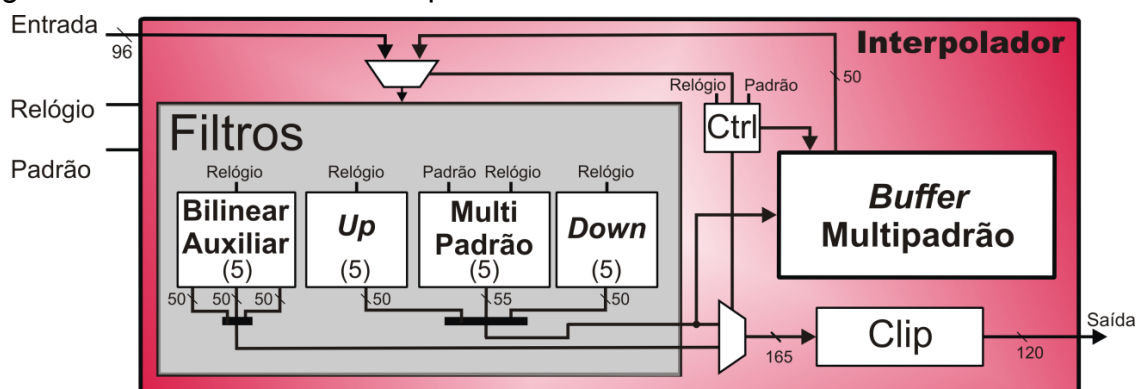 Entrada
96
Interpolador
50
Relógio
Padrão
Relógio
Padrão
Ctrl
Filtros
Buffer
Multipadrão
Relógio
Bilinear
Auxiliar
(5)
Relógio
Up
(5)
Padrão Relógio
Multi
Padrão
(5)
Relógio
Down
(5)
50 50 50
50
55
50
165
Clip
120
Saída